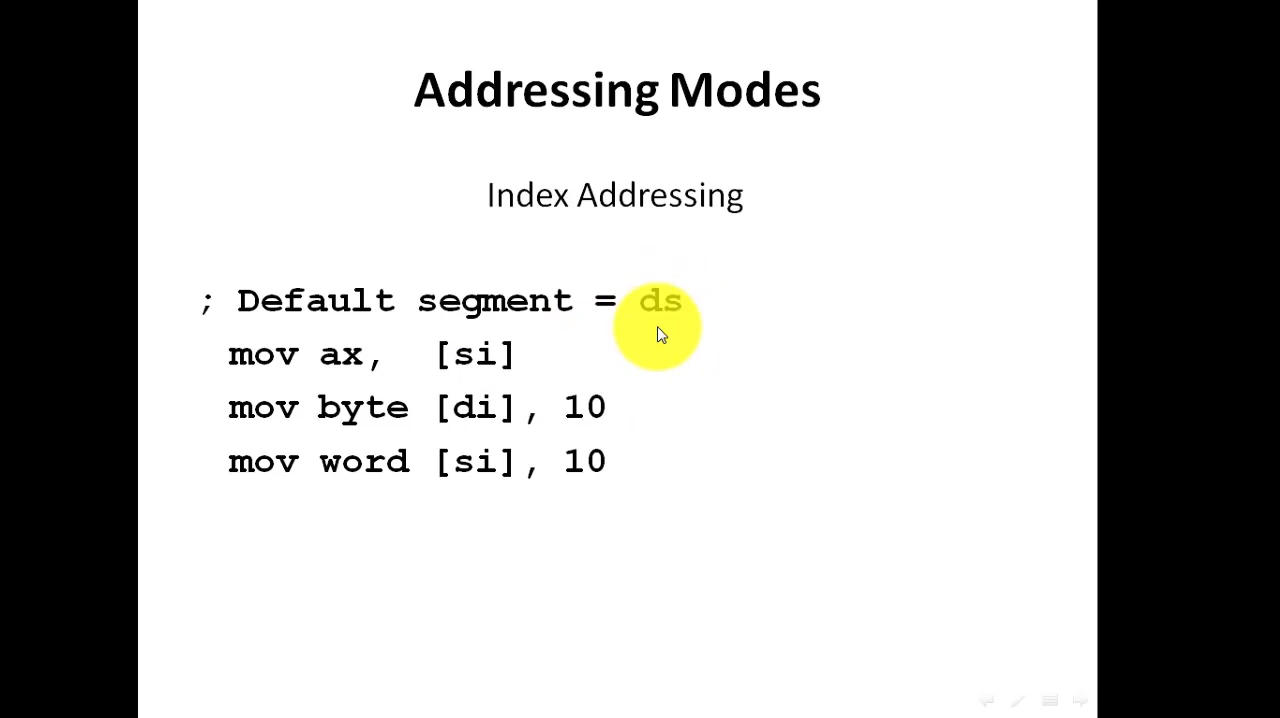 Addressing Modes
Index Addressing
; Default segment = ds
mov ax, [si]
mov byte [di], 10
mov word [si], 10